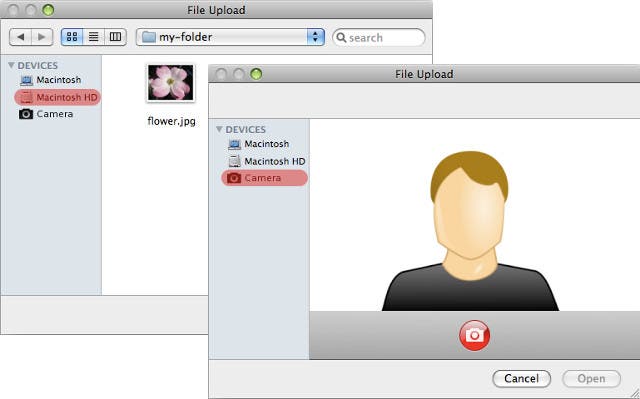 File Upload
my-folder
search
DEVICES
Macintosh
Macintosh HD
Camera
flower.jpg
File Upload
DEVICES
Macintosh
Macintosh HD
Camera
Cancel
Open